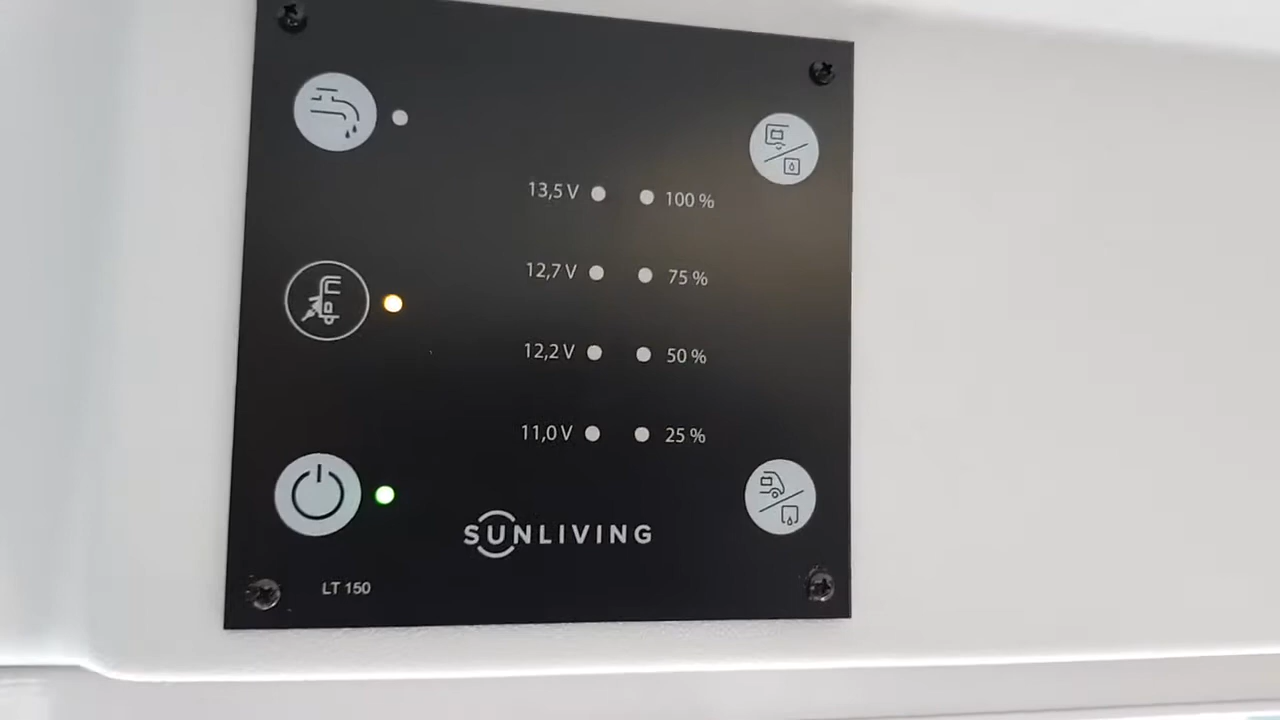 13,5 V 100 %
12,7 V 75 %
12,2 V 50 %
11,0 V 25 %
SUNLIVING
LT 150